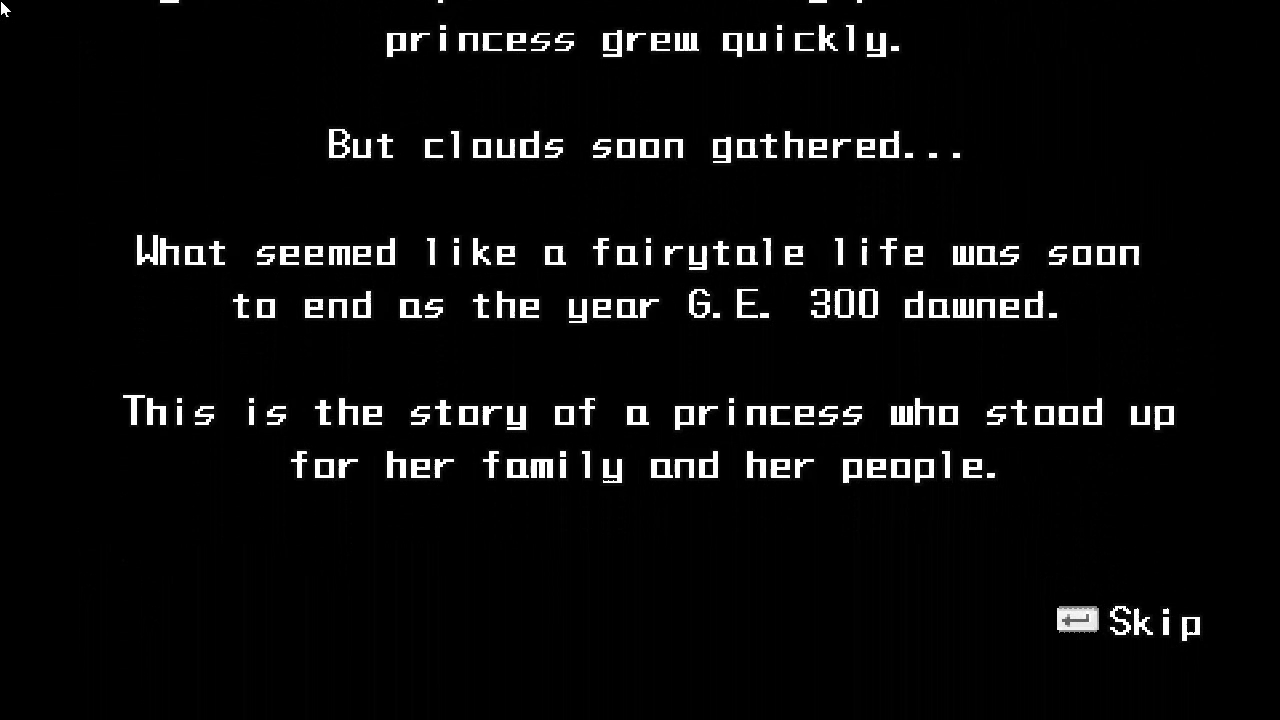 princess grew quickly.
But clouds soon gathered...
What seemed like a fairytale life was soon
to end as the year G.E. 300 dawned.
This is the story of a princess who stood up
for her family and her people.
Skip